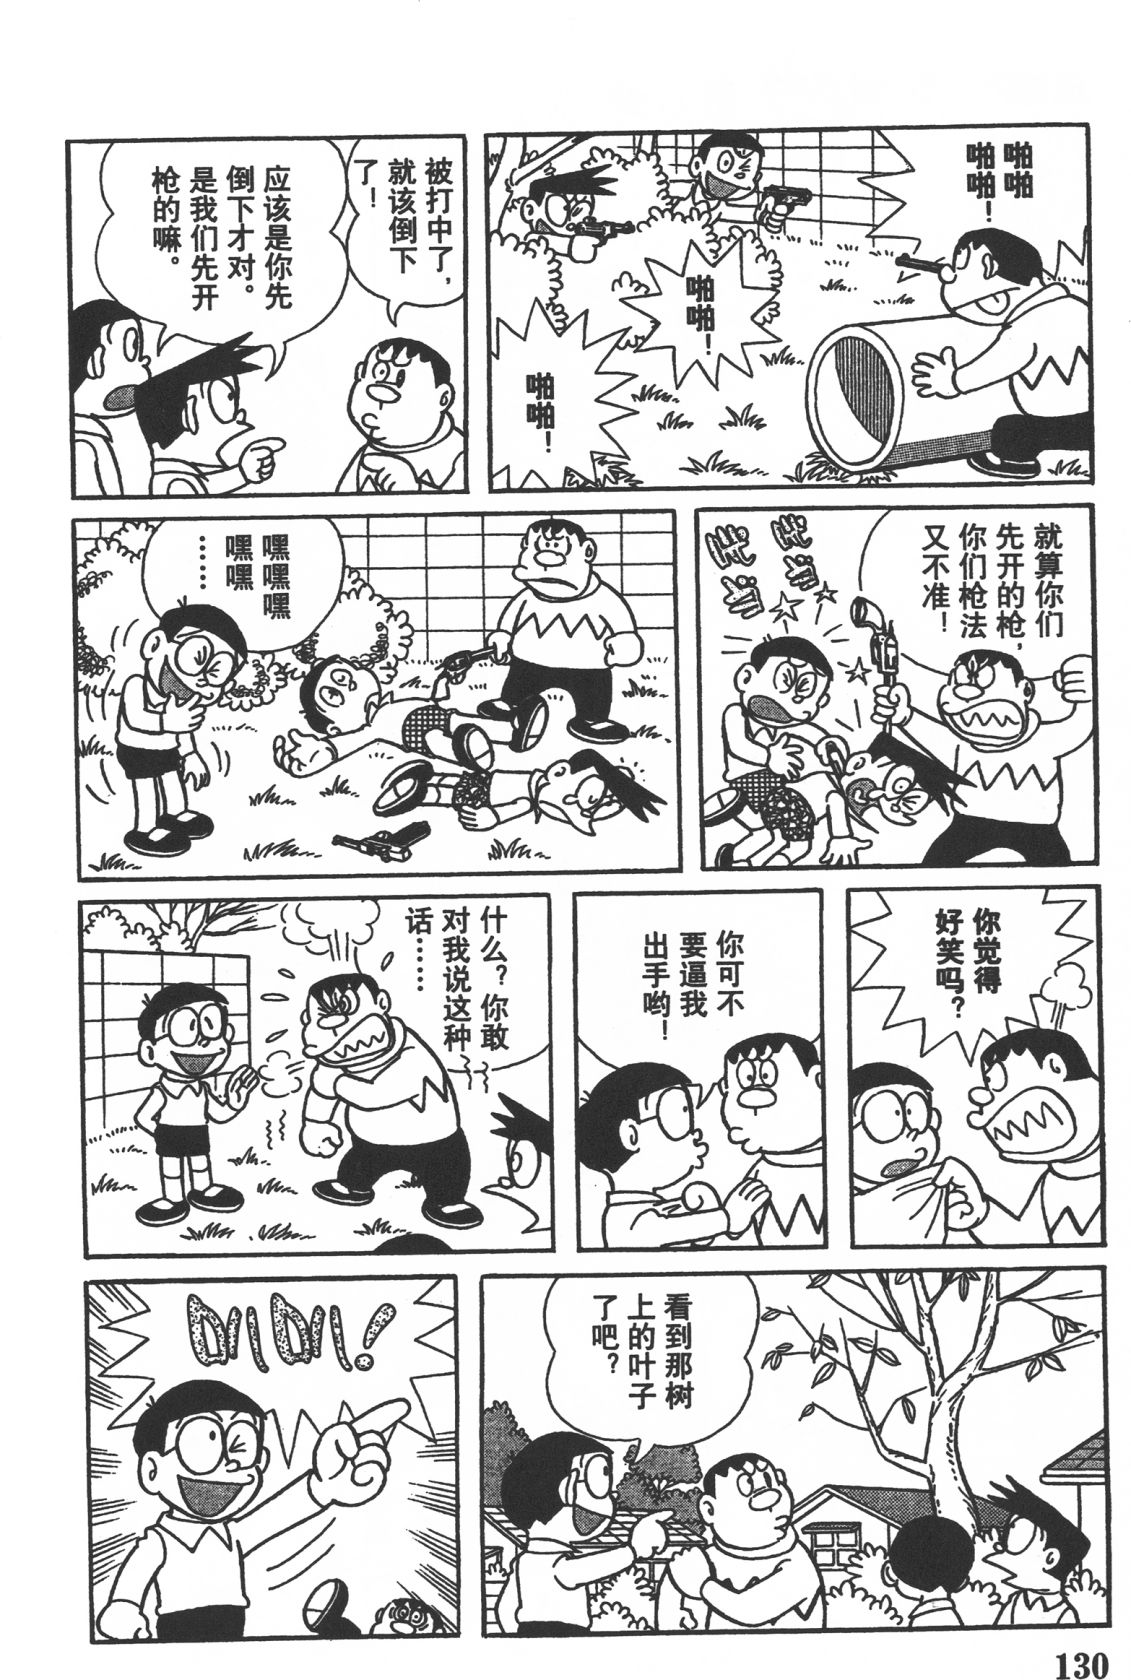 啪啪
啪啪！
啪啪！
啪啪！
被打中了，
就该倒下
了！
应该是你先
倒下才对。
是我们先开
枪的嘛。
就算你们
先开的枪，
你们枪法
又不准！
嘿嘿嘿
嘿嘿
……
你觉得
好笑吗？
你可不
要逼我
出手哟！
什么？你敢
对我说这种
话……
看到那树
上的叶子
了吧？
叭叭！
130